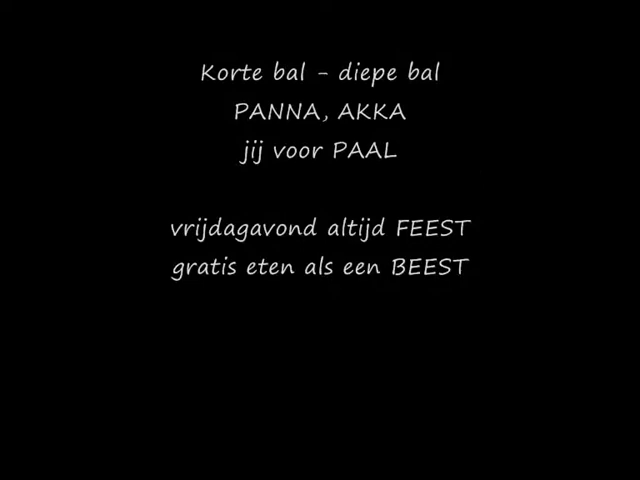 Korte bal - diepe bal
PANNA, AKKA
jij voor PAAL
vrijdagavond altijd FEEST
gratis eten als een BEEST